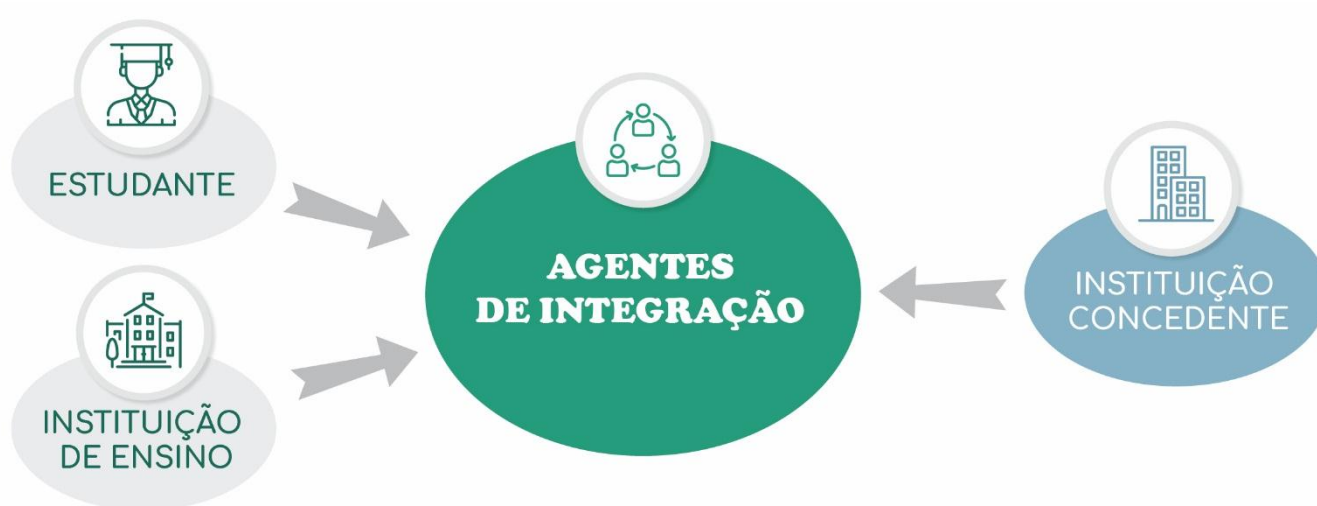 ESTUDANTE
INSTITUIÇÃO
DE ENSINO
AGENTES
DE INTEGRAÇÃO
INSTITUIÇÃO
CONCEDENTE